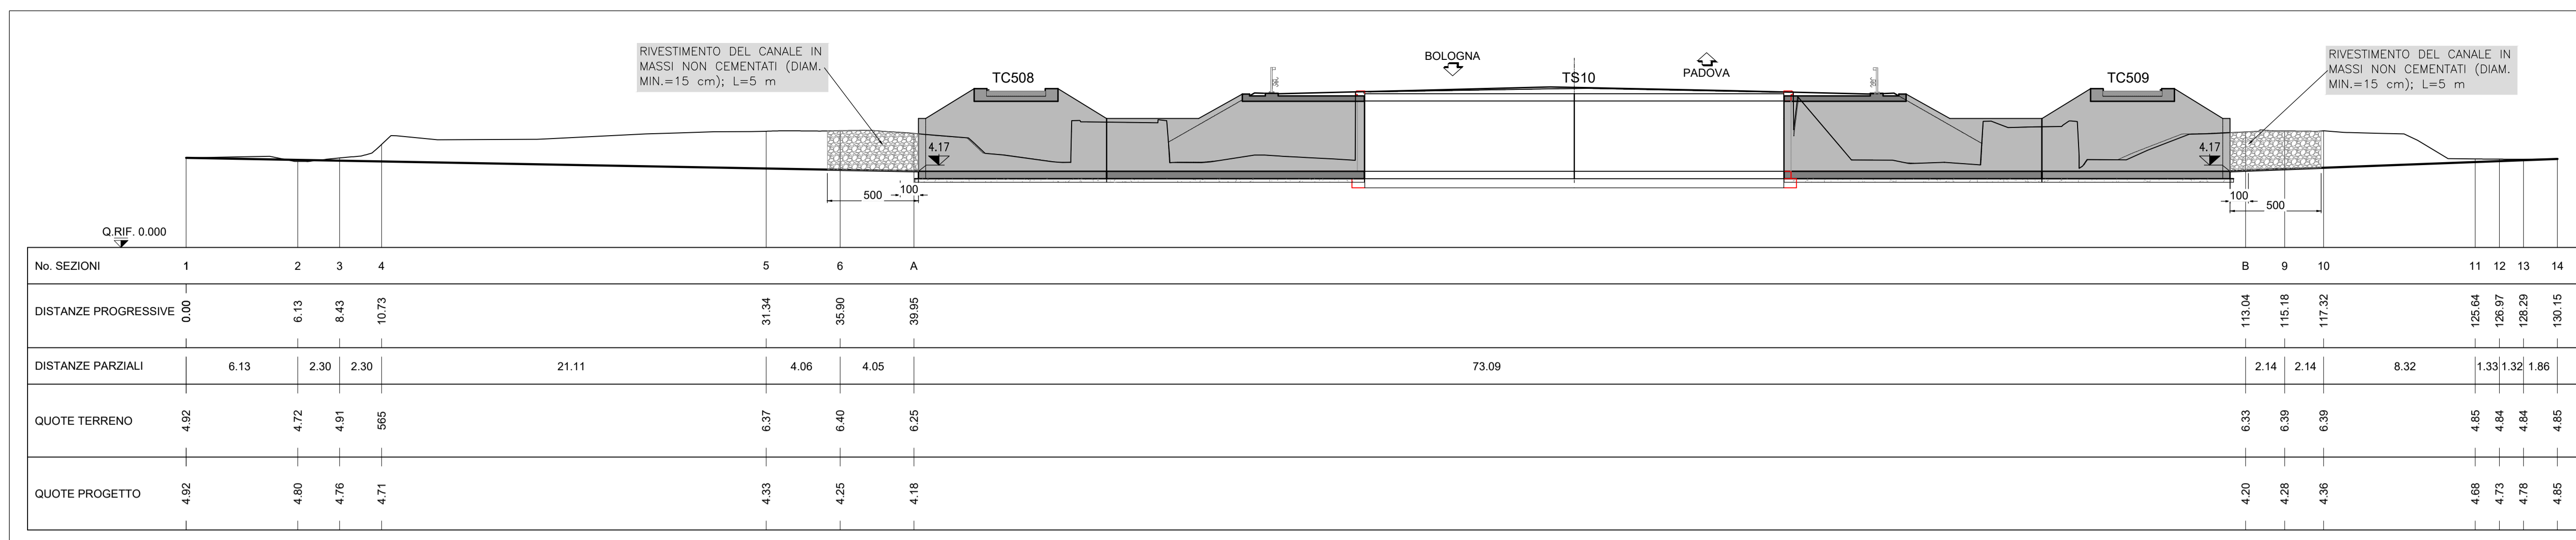 RIVESTIMENTO DEL CANALE IN
MASSI NON CEMENTATI (DIAM.
MIN.=15 cm); L=5 m
TC508
BOLOGNA
TS10
PADOVA
TC509
RIVESTIMENTO DEL CANALE IN
MASSI NON CEMENTATI (DIAM.
MIN.=15 cm); L=5 m
4.17
4.17
100
500
100
500
Q.RIF. 0.000
No. SEZIONI 1 2 3 4 5 6 A B 9 10 11 12 13 14
DISTANZE PROGRESSIVE 0.00 6.13 8.43 10.73 31.34 35.90 39.95 113.04 115.18 117.32 125.64 126.97 128.29 130.15
DISTANZE PARZIALI 6.13 2.30 2.30 21.11 4.06 4.05 73.09 2.14 2.14 8.32 1.33 1.32 1.86
QUOTE TERRENO 4.92 4.72 4.91 565 6.37 6.40 6.25 6.33 6.39 6.39 4.85 4.84 4.84 4.85
QUOTE PROGETTO 4.92 4.80 4.76 4.71 4.33 4.25 4.18 4.20 4.28 4.36 4.68 4.73 4.78 4.85